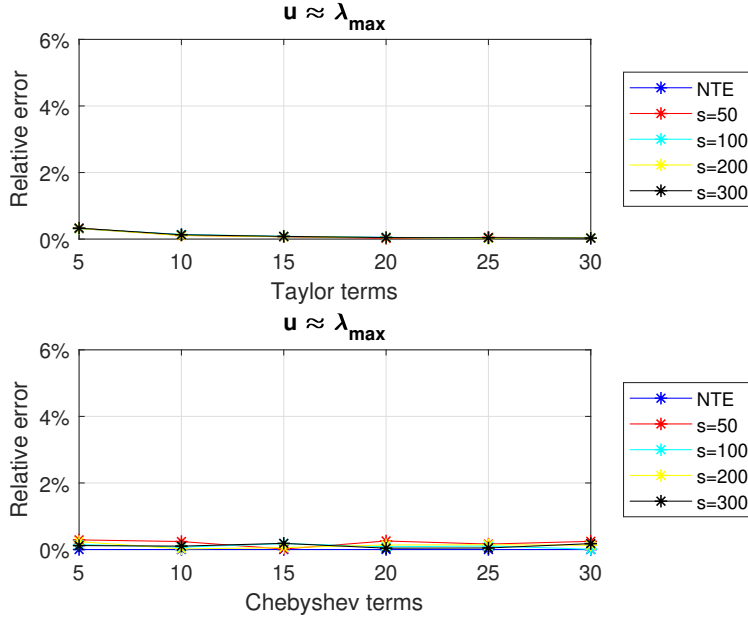 u ≈ λmax
Relative error
6%
4%
2%
0%
5 10 15 20 25 30
Taylor terms
NTE
s=50
s=100
s=200
s=300
u ≈ λmax
Relative error
6%
4%
2%
0%
5 10 15 20 25 30
Chebyshev terms
NTE
s=50
s=100
s=200
s=300